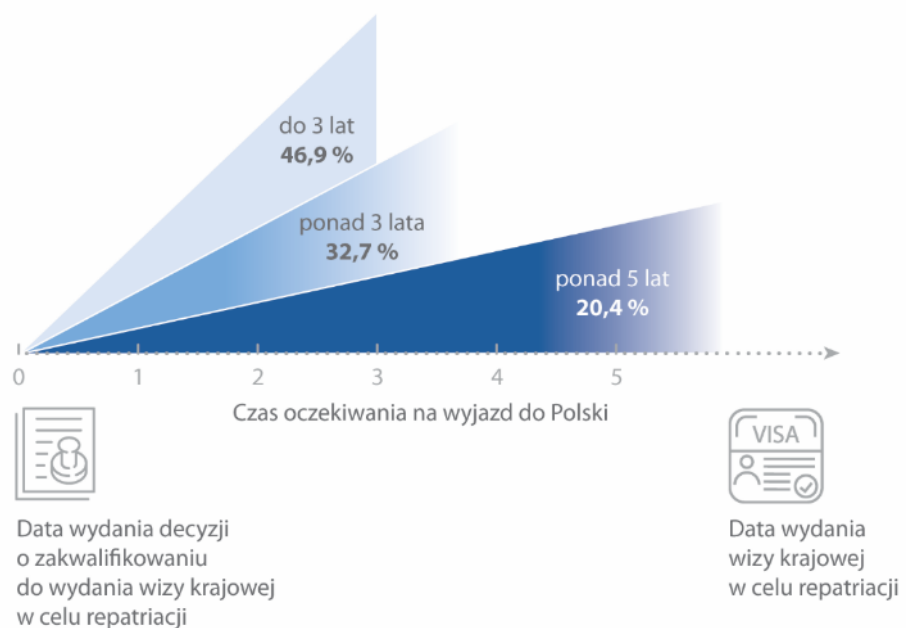 do 3 lat
46,9 %
ponad 3 lata
32,7 %
ponad 5 lat
20,4 %
0 1 2 3 4 5
Czas oczekiwania na wyjazd do Polski
VISA
Data wydania decyzji
o zakwalifikowaniu
do wydania wizy krajowej
w celu repatriacji
Data wydania
wizy krajowej
w celu repatriacji